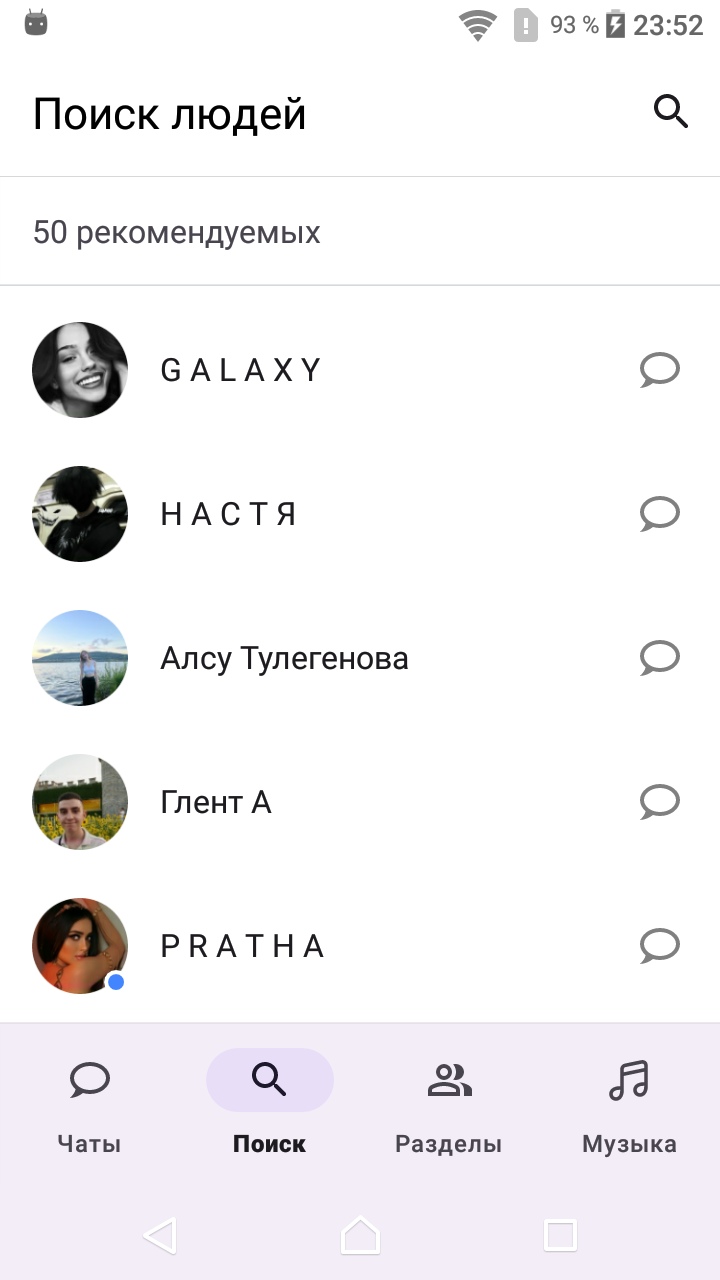 93 % 23:52
Поиск людей
50 рекомендуемых
G A L A X Y
Н А С Т Я
Алсу Тулегенова
Глент А
P R A T H A
Чаты Поиск Разделы Музыка